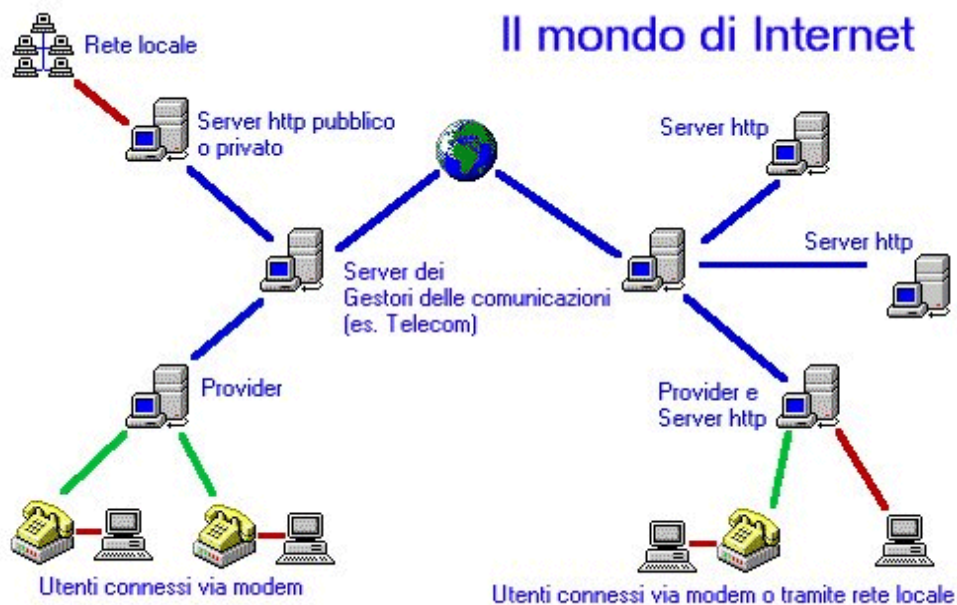 Il mondo di Internet
Rete locale
Server http pubblico
o privato
Server http
Server http
Server dei
Gestori delle comunicazioni
(es. Telecom)
Provider
Provider e
Server http
Utenti connessi via modem
Utenti connessi via modem o tramite rete locale